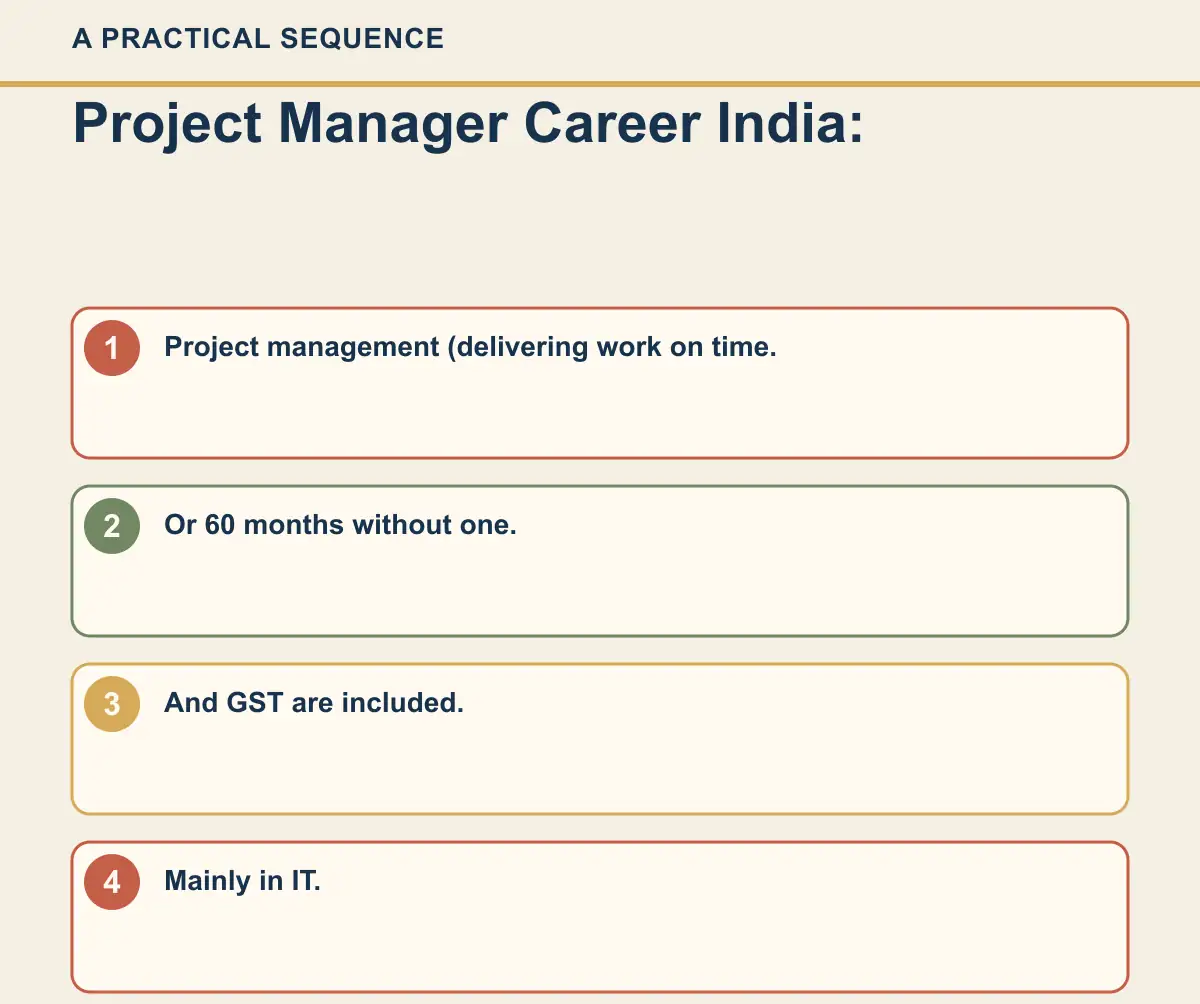 A PRACTICAL SEQUENCE
Project Manager Career India:
1 Project management (delivering work on time.
2 Or 60 months without one.
3 And GST are included.
4 Mainly in IT.